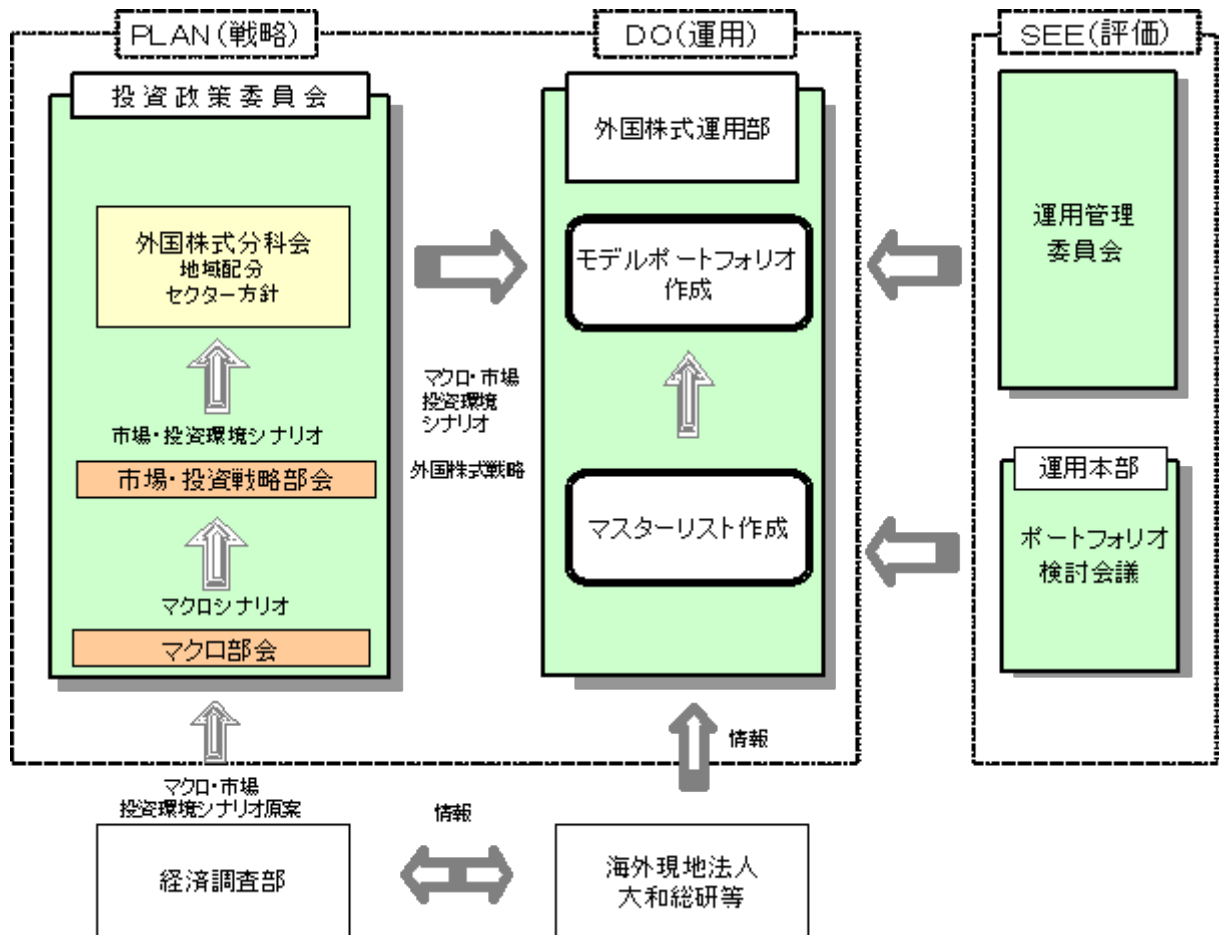 PLAN(戦略)
DO(運用)
SEE(評価)
投資政策委員会
外国株式分科会
地域配分
セクター方針
市場・投資環境シナリオ
市場・投資戦略部会
マクロシナリオ
マクロ部会
マクロ・市場
投資環境
シナリオ
外国株式戦略
外国株式運用部
モデルポートフォリオ
作成
マスターリスト作成
運用管理
委員会
運用本部
ポートフォリオ
検討会議
マクロ・市場
投資環境シナリオ原案
経済調査部
情報
情報
海外現地法人
大和総研等